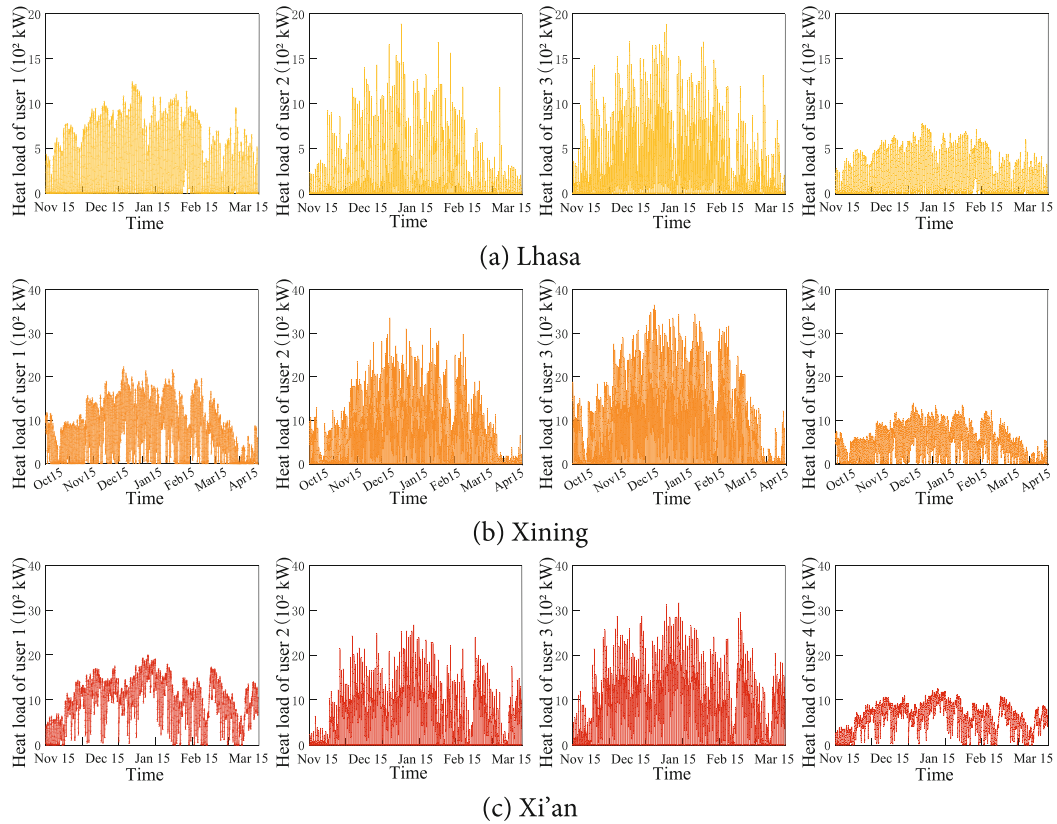 Heat load of user 1 (10² kW)
20
15
10
5
0
Nov 15 Dec 15 Jan 15 Feb 15 Mar 15
Time
Heat load of user 2 (10² kW)
20
15
10
5
0
Nov 15 Dec 15 Jan 15 Feb 15 Mar 15
Time
Heat load of user 3 (10² kW)
20
15
10
5
0
Nov 15 Dec 15 Jan 15 Feb 15 Mar 15
Time
Heat load of user 4 (10² kW)
20
15
10
5
0
Nov 15 Dec 15 Jan 15 Feb 15 Mar 15
Time
(a) Lhasa
Heat load of user 1 (10² kW)
40
30
20
10
0
Oct15 Nov15 Dec15 Jan15 Feb15 Mar15 Apr15
Time
Heat load of user 2 (10² kW)
40
30
20
10
0
Oct15 Nov15 Dec15 Jan15 Feb15 Mar15 Apr15
Time
Heat load of user 3 (10² kW)
40
30
20
10
0
Oct15 Nov15 Dec15 Jan15 Feb15 Mar15 Apr15
Time
Heat load of user 4 (10² kW)
40
30
20
10
0
Oct15 Nov15 Dec15 Jan15 Feb15 Mar15 Apr15
Time
(b) Xining
Heat load of user 1 (10² kW)
40
30
20
10
0
Nov 15 Dec 15 Jan 15 Feb 15 Mar 15
Time
Heat load of user 2 (10² kW)
40
30
20
10
0
Nov 15 Dec 15 Jan 15 Feb 15 Mar 15
Time
Heat load of user 3 (10² kW)
40
30
20
10
0
Nov 15 Dec 15 Jan 15 Feb 15 Mar 15
Time
Heat load of user 4 (10² kW)
40
30
20
10
0
Nov 15 Dec 15 Jan 15 Feb 15 Mar 15
Time
(c) Xi’an